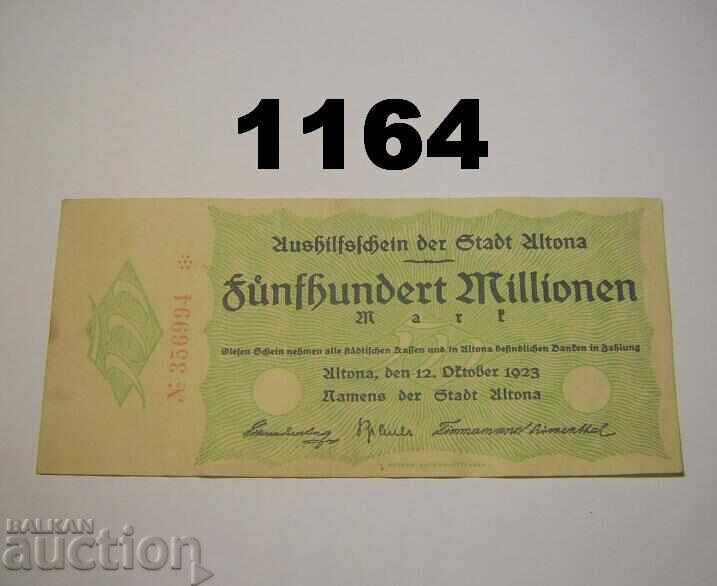 1164
Aushilfsschein der Stadt Altona
Fünfhundert Millionen
Mark
Diesen Schein nehmen alle städtischen Kassen und in Altona befindlichen Banken in Zahlung
Altona, den 12. Oktober 1923
Namens der Stadt Altona
№ 356994 *
BALKAN
auction